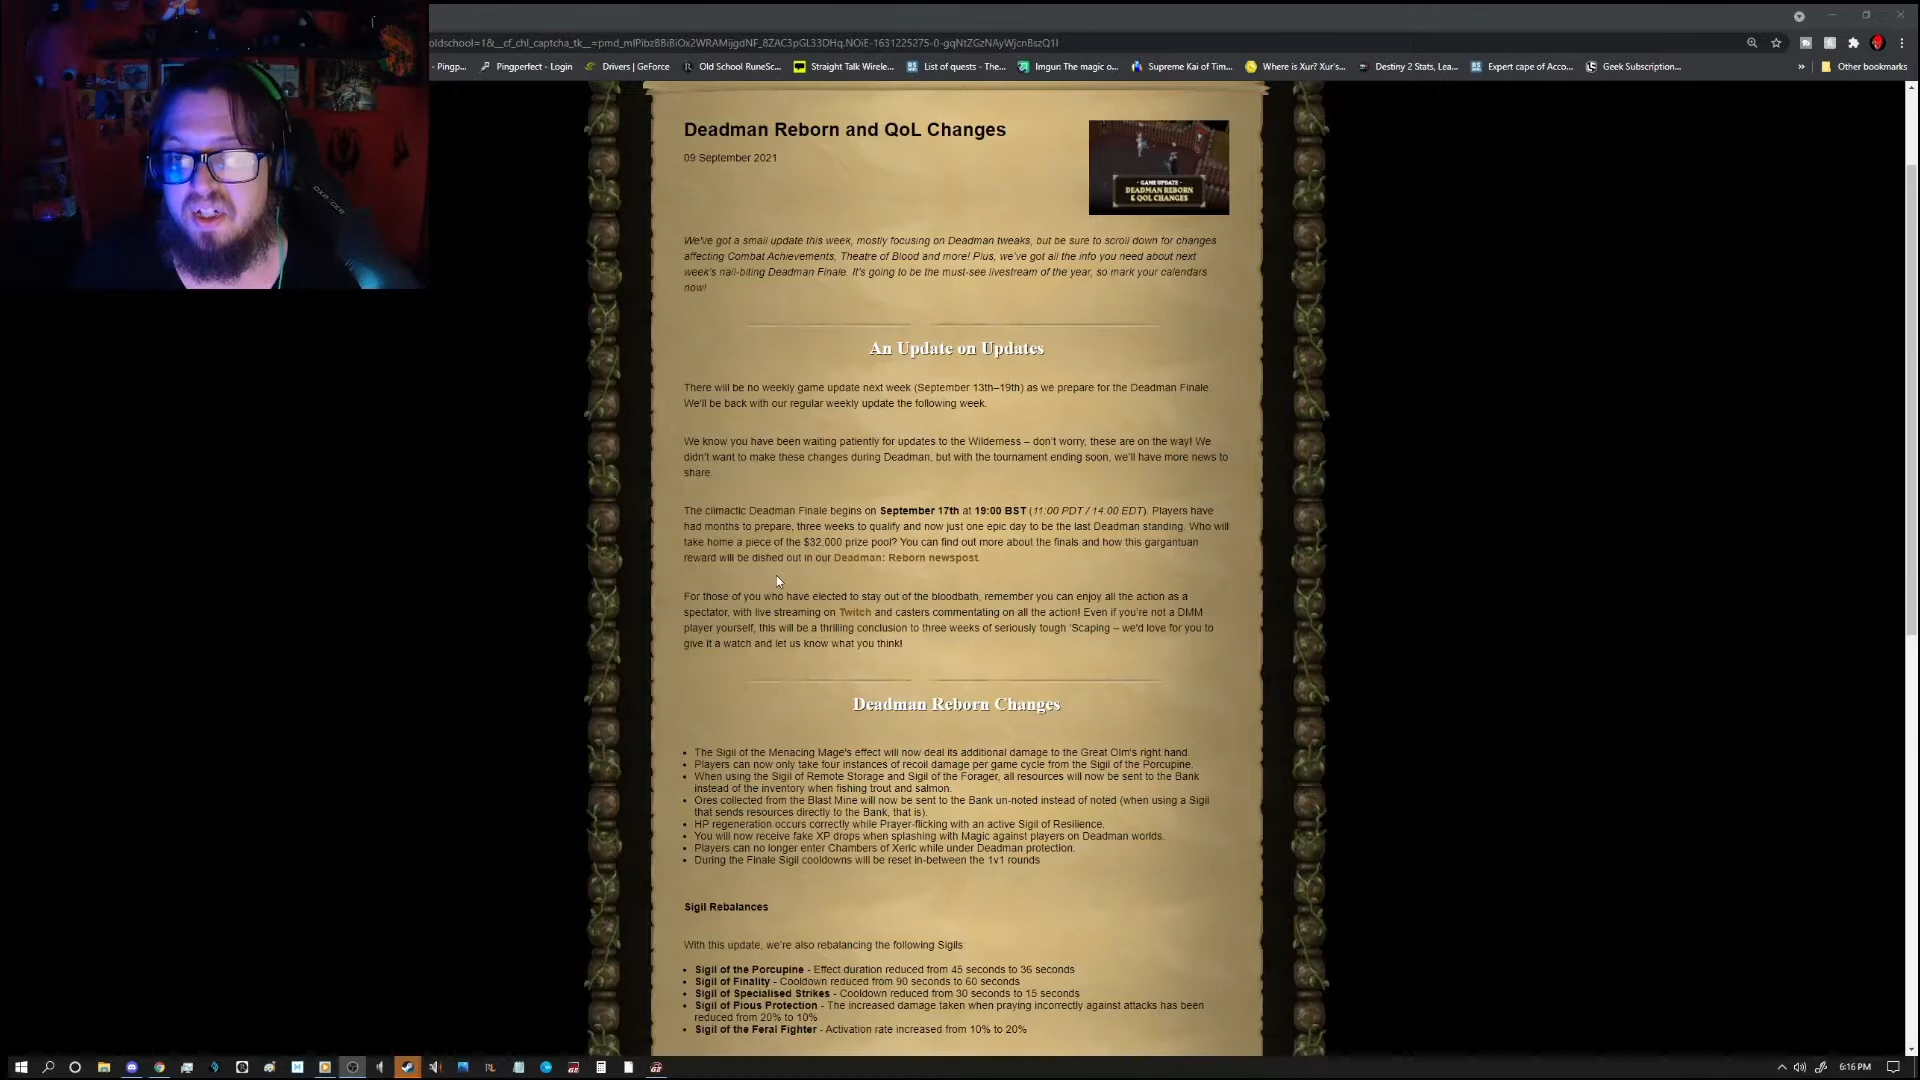 oldschool=1&__cf_chl_captcha_tk__=pmd_mlPibzBBiBiOx2WRAMijgdNF_8ZAC3pGL33DHq.NOiE-1631225275-0-gqNtZGzNAyWjcnBszQ1l
- Pingp... Pingperfect - Login Drivers | GeForce Old School RuneSc... Straight Talk Wirele... List of quests - The... Imgur: The magic o... Supreme Kai of Tim... Where is Xur? Xur's... Destiny 2 Stats, Lea... Expert cape of Acco... Geek Subscription... » Other bookmarks
Deadman Reborn and QoL Changes
09 September 2021
- GAME UPDATE -
DEADMAN REBORN
& QOL CHANGES
We've got a small update this week, mostly focusing on Deadman tweaks, but be sure to scroll down for changes
affecting Combat Achievements, Theatre of Blood and more! Plus, we've got all the info you need about next
week's nail-biting Deadman Finale. It's going to be the must-see livestream of the year, so mark your calendars
now!
An Update on Updates
There will be no weekly game update next week (September 13th–19th) as we prepare for the Deadman Finale.
We'll be back with our regular weekly update the following week.
We know you have been waiting patiently for updates to the Wilderness – don't worry, these are on the way! We
didn't want to make these changes during Deadman, but with the tournament ending soon, we'll have more news to
share.
The climactic Deadman Finale begins on September 17th at 19:00 BST (11:00 PDT / 14:00 EDT). Players have
had months to prepare, three weeks to qualify and now just one epic day to be the last Deadman standing. Who will
take home a piece of the $32,000 prize pool? You can find out more about the finals and how this gargantuan
reward will be dished out in our Deadman: Reborn newspost.
For those of you who have elected to stay out of the bloodbath, remember you can enjoy all the action as a
spectator, with live streaming on Twitch and casters commentating on all the action! Even if you're not a DMM
player yourself, this will be a thrilling conclusion to three weeks of seriously tough 'Scaping – we'd love for you to
give it a watch and let us know what you think!
Deadman Reborn Changes
• The Sigil of the Menacing Mage's effect will now deal its additional damage to the Great Olm's right hand.
• Players can now only take four instances of recoil damage per game cycle from the Sigil of the Porcupine.
• When using the Sigil of Remote Storage and Sigil of the Forager, all resources will now be sent to the Bank
instead of the inventory when fishing trout and salmon.
• Ores collected from the Blast Mine will now be sent to the Bank un-noted instead of noted (when using a Sigil
that sends resources directly to the Bank, that is).
• HP regeneration occurs correctly while Prayer-flicking with an active Sigil of Resilience.
• You will now receive fake XP drops when splashing with Magic against players on Deadman worlds.
• Players can no longer enter Chambers of Xeric while under Deadman protection.
• During the Finale Sigil cooldowns will be reset in-between the 1v1 rounds
Sigil Rebalances
With this update, we're also rebalancing the following Sigils:
• Sigil of the Porcupine - Effect duration reduced from 45 seconds to 36 seconds
• Sigil of Finality - Cooldown reduced from 90 seconds to 60 seconds
• Sigil of Specialised Strikes - Cooldown reduced from 30 seconds to 15 seconds
• Sigil of Pious Protection - The increased damage taken when praying incorrectly against attacks has been
reduced from 20% to 10%
• Sigil of the Feral Fighter - Activation rate increased from 10% to 20%
6:16 PM